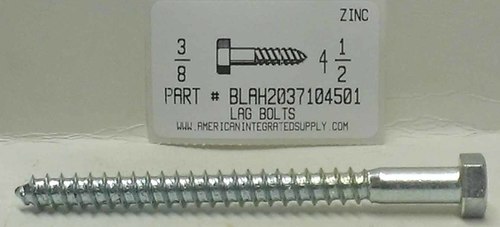 ZINC
3/8 4 1/2
PART # BLAH2037104501
LAG BOLTS
WWW.AMERICANINTEGRATEDSUPPLY.COM